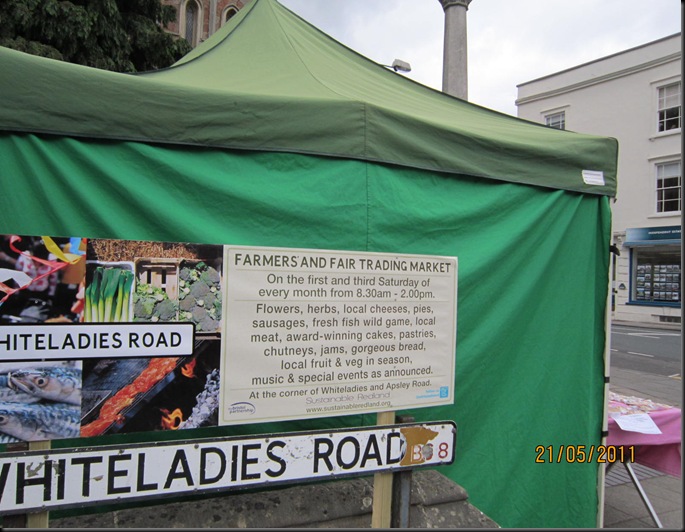 FARMERS AND FAIR TRADING MARKET
On the first and third Saturday of
every month from 8.30am - 2.00pm.
Flowers, herbs, local cheeses, pies,
sausages, fresh fish wild game, local
meat, award-winning cakes, pastries,
chutneys, jams, gorgeous bread,
local fruit & veg in season,
music & special events as announced.
At the corner of Whiteladies and Apsley Road.
Sustainable Redland
www.sustainableredland.org
HITELADIES ROAD
WHITELADIES ROAD
8
21/05/2011